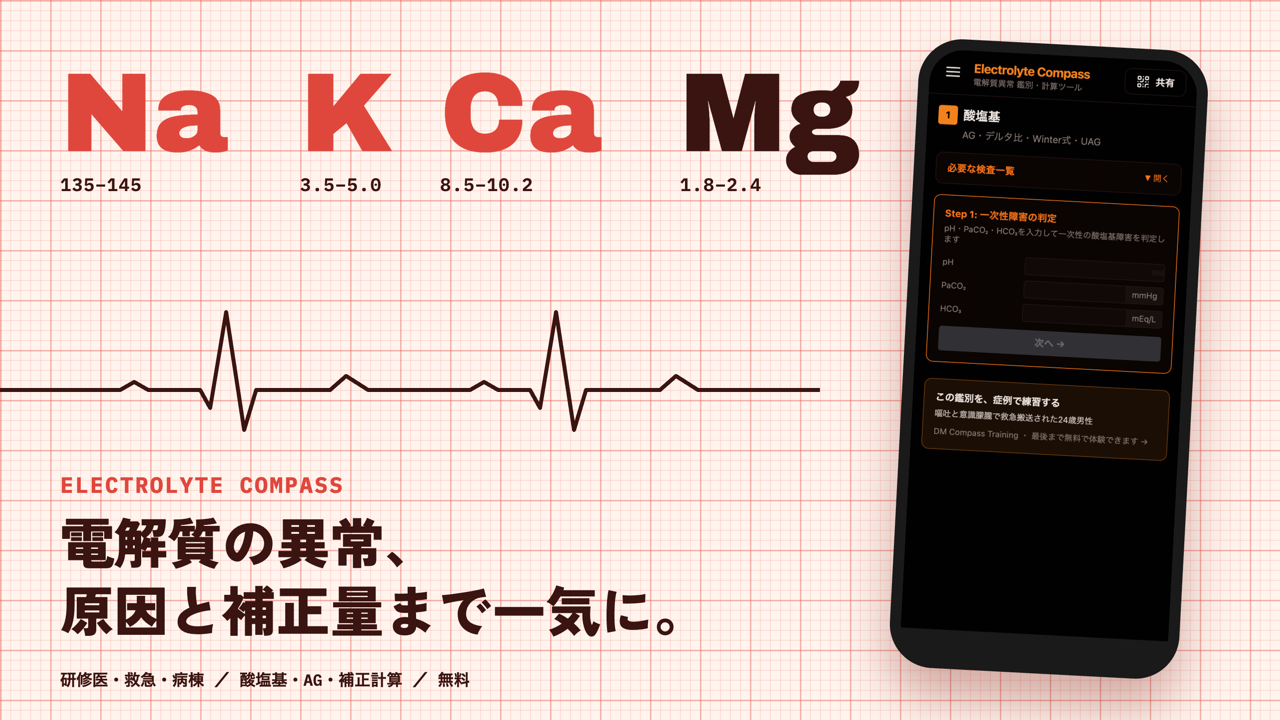 Na K Ca Mg
135–145 3.5–5.0 8.5–10.2 1.8–2.4
ELECTROLYTE COMPASS
電解質の異常、
原因と補正量まで一気に。
研修医・救急・病棟 ／ 酸塩基・AG・補正計算 ／ 無料
Electrolyte Compass
電解質異常 鑑別・計算ツール
共有
1 酸塩基
AG・デルタ比・Winter式・UAG
必要な検査一覧 ▼ 開く
Step 1: 一次性障害の判定
pH・PaCO₂・HCO₃を入力して一次性の酸塩基障害を判定し
ます
pH
PaCO₂ mmHg
HCO₃ mEq/L
次へ →
この鑑別を、症例で練習する
嘔吐と意識朦朧で救急搬送された24歳男性
DM Compass Training ・ 最後まで無料で体験できます →